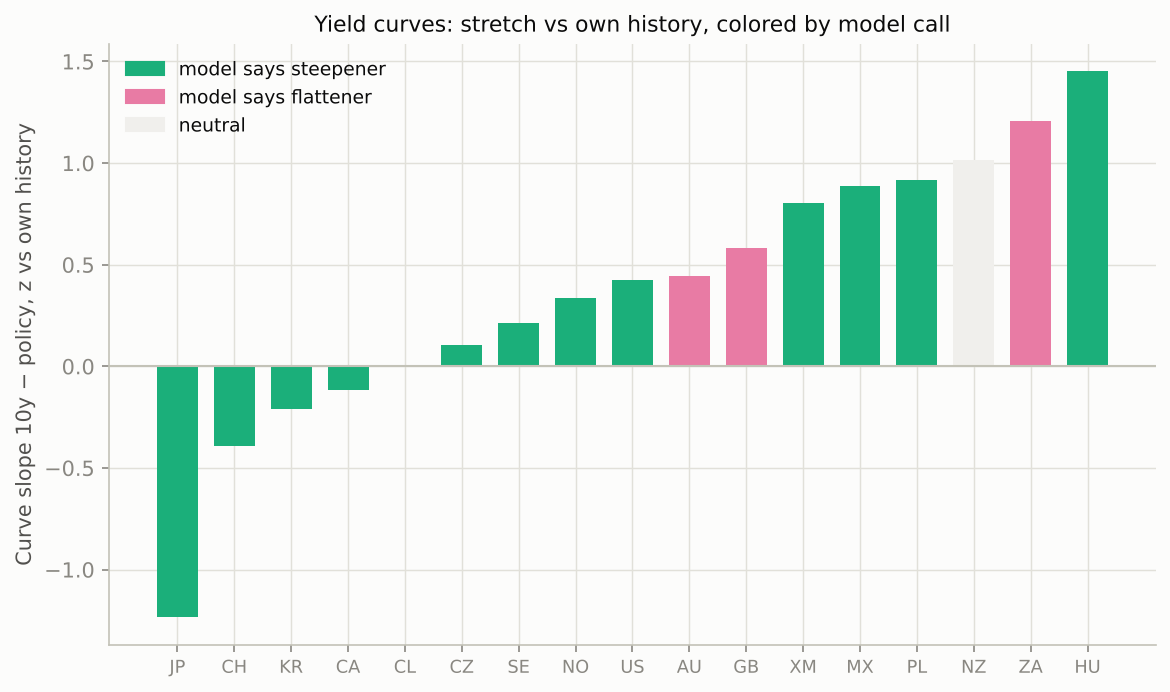 Yield curves: stretch vs own history, colored by model call
model says steepener
model says flattener
neutral
Curve slope 10y − policy, z vs own history
1.5
1.0
0.5
0.0
−0.5
−1.0
JP CH KR CA CL CZ SE NO US AU GB XM MX PL NZ ZA HU